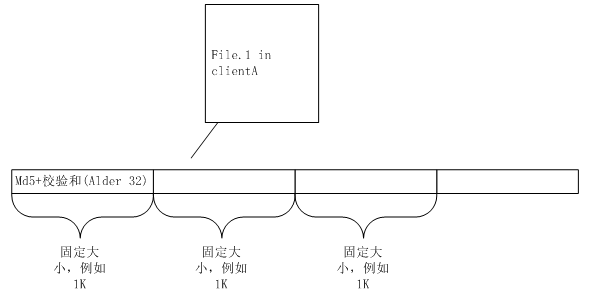 File.1 in
clientA
Md5+校验和(Alder 32)
固定大
小，例如
1K
固定大
小，例如
1K
固定大
小，例如
1K